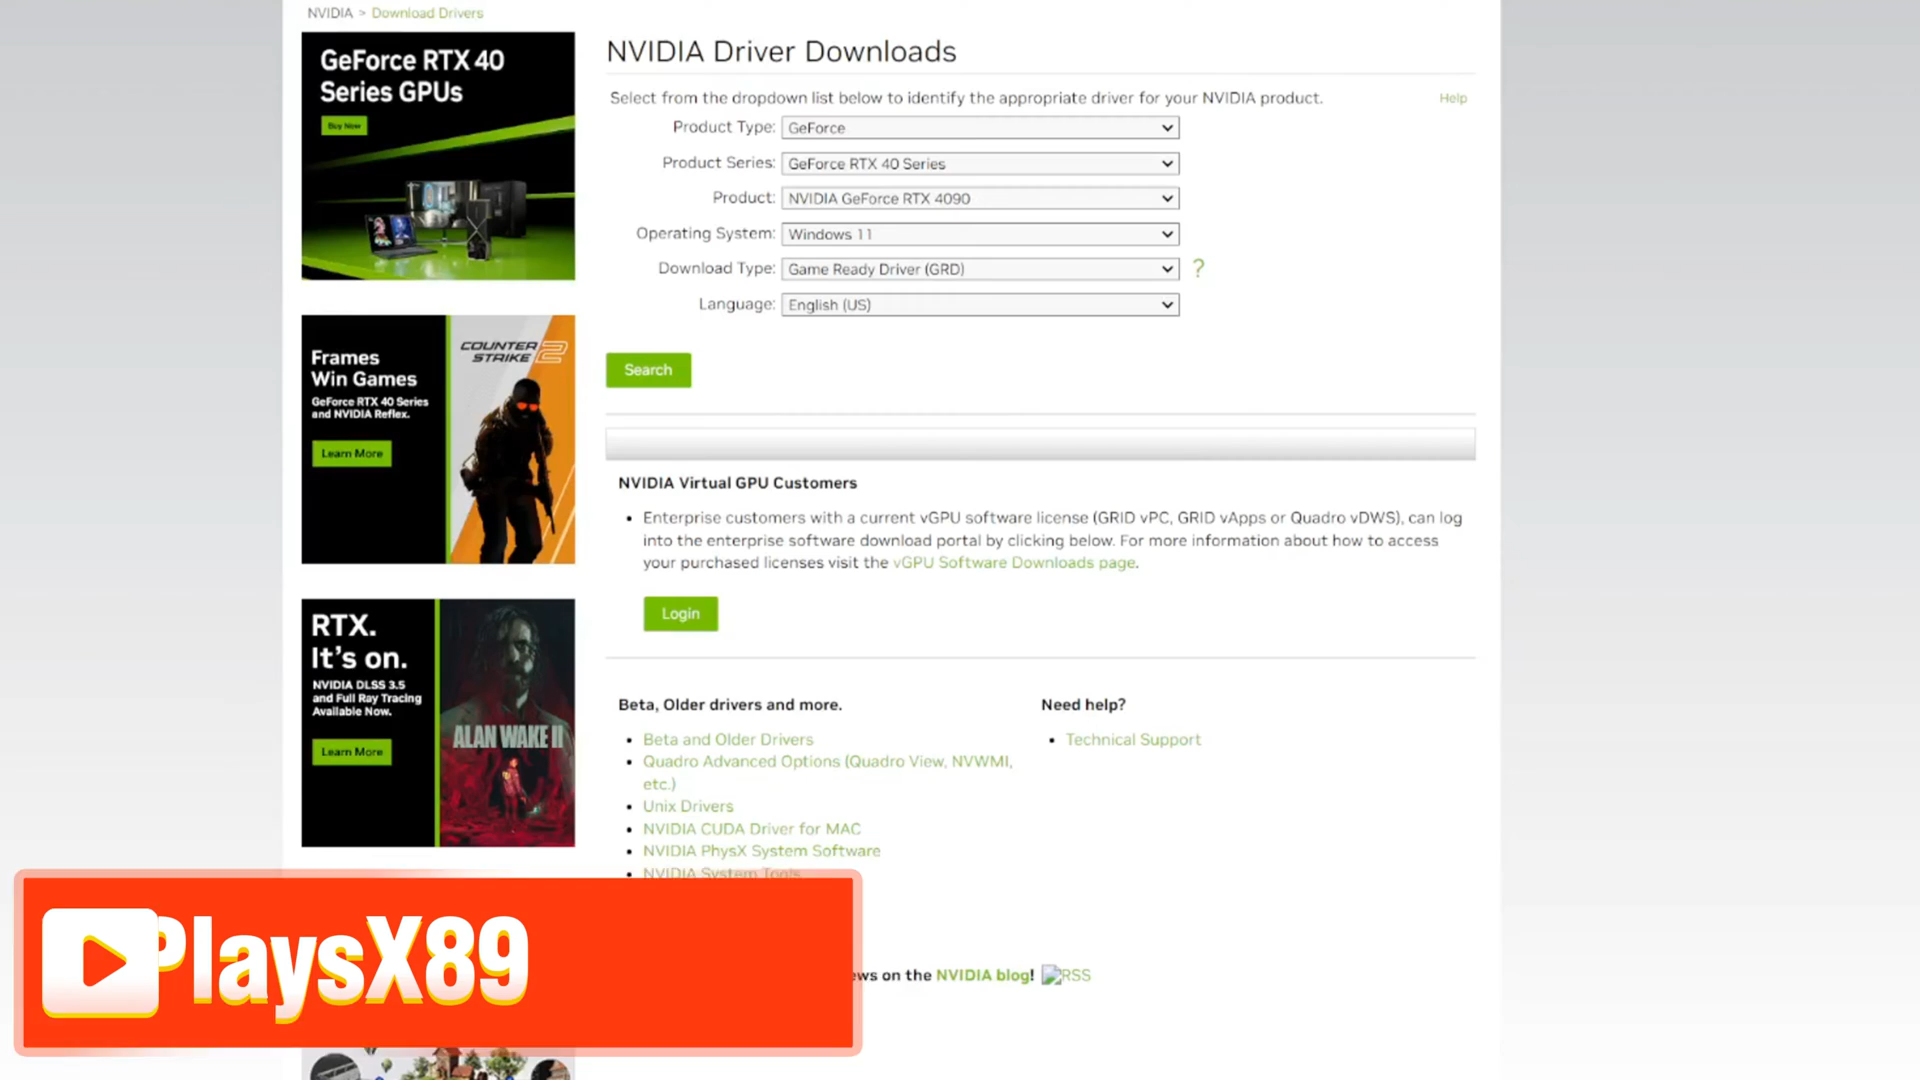 NVIDIA > Download Drivers
GeForce RTX 40
Series GPUs
Buy Now
NVIDIA Driver Downloads
Select from the dropdown list below to identify the appropriate driver for your NVIDIA product.
Help
Product Type: GeForce
Product Series: GeForce RTX 40 Series
Product: NVIDIA GeForce RTX 4090
Operating System: Windows 11
Download Type: Game Ready Driver (GRD) ?
Language: English (US)
Search
Frames
Win Games
GeForce RTX 40 Series
and NVIDIA Reflex.
Learn More
COUNTER
STRIKE 2
NVIDIA Virtual GPU Customers
• Enterprise customers with a current vGPU software license (GRID vPC, GRID vApps or Quadro vDWS), can log
into the enterprise software download portal by clicking below. For more information about how to access
your purchased licenses visit the vGPU Software Downloads page.
Login
RTX.
It's on.
NVIDIA DLSS 3.5
and Full Ray Tracing
Available Now.
Learn More
ALAN WAKE II
Beta, Older drivers and more.
• Beta and Older Drivers
• Quadro Advanced Options (Quadro View, NVWMI,
etc.)
• Unix Drivers
• NVIDIA CUDA Driver for MAC
• NVIDIA PhysX System Software
• NVIDIA System Tools
Need help?
• Technical Support
PlaysX89
ews on the NVIDIA blog! RSS